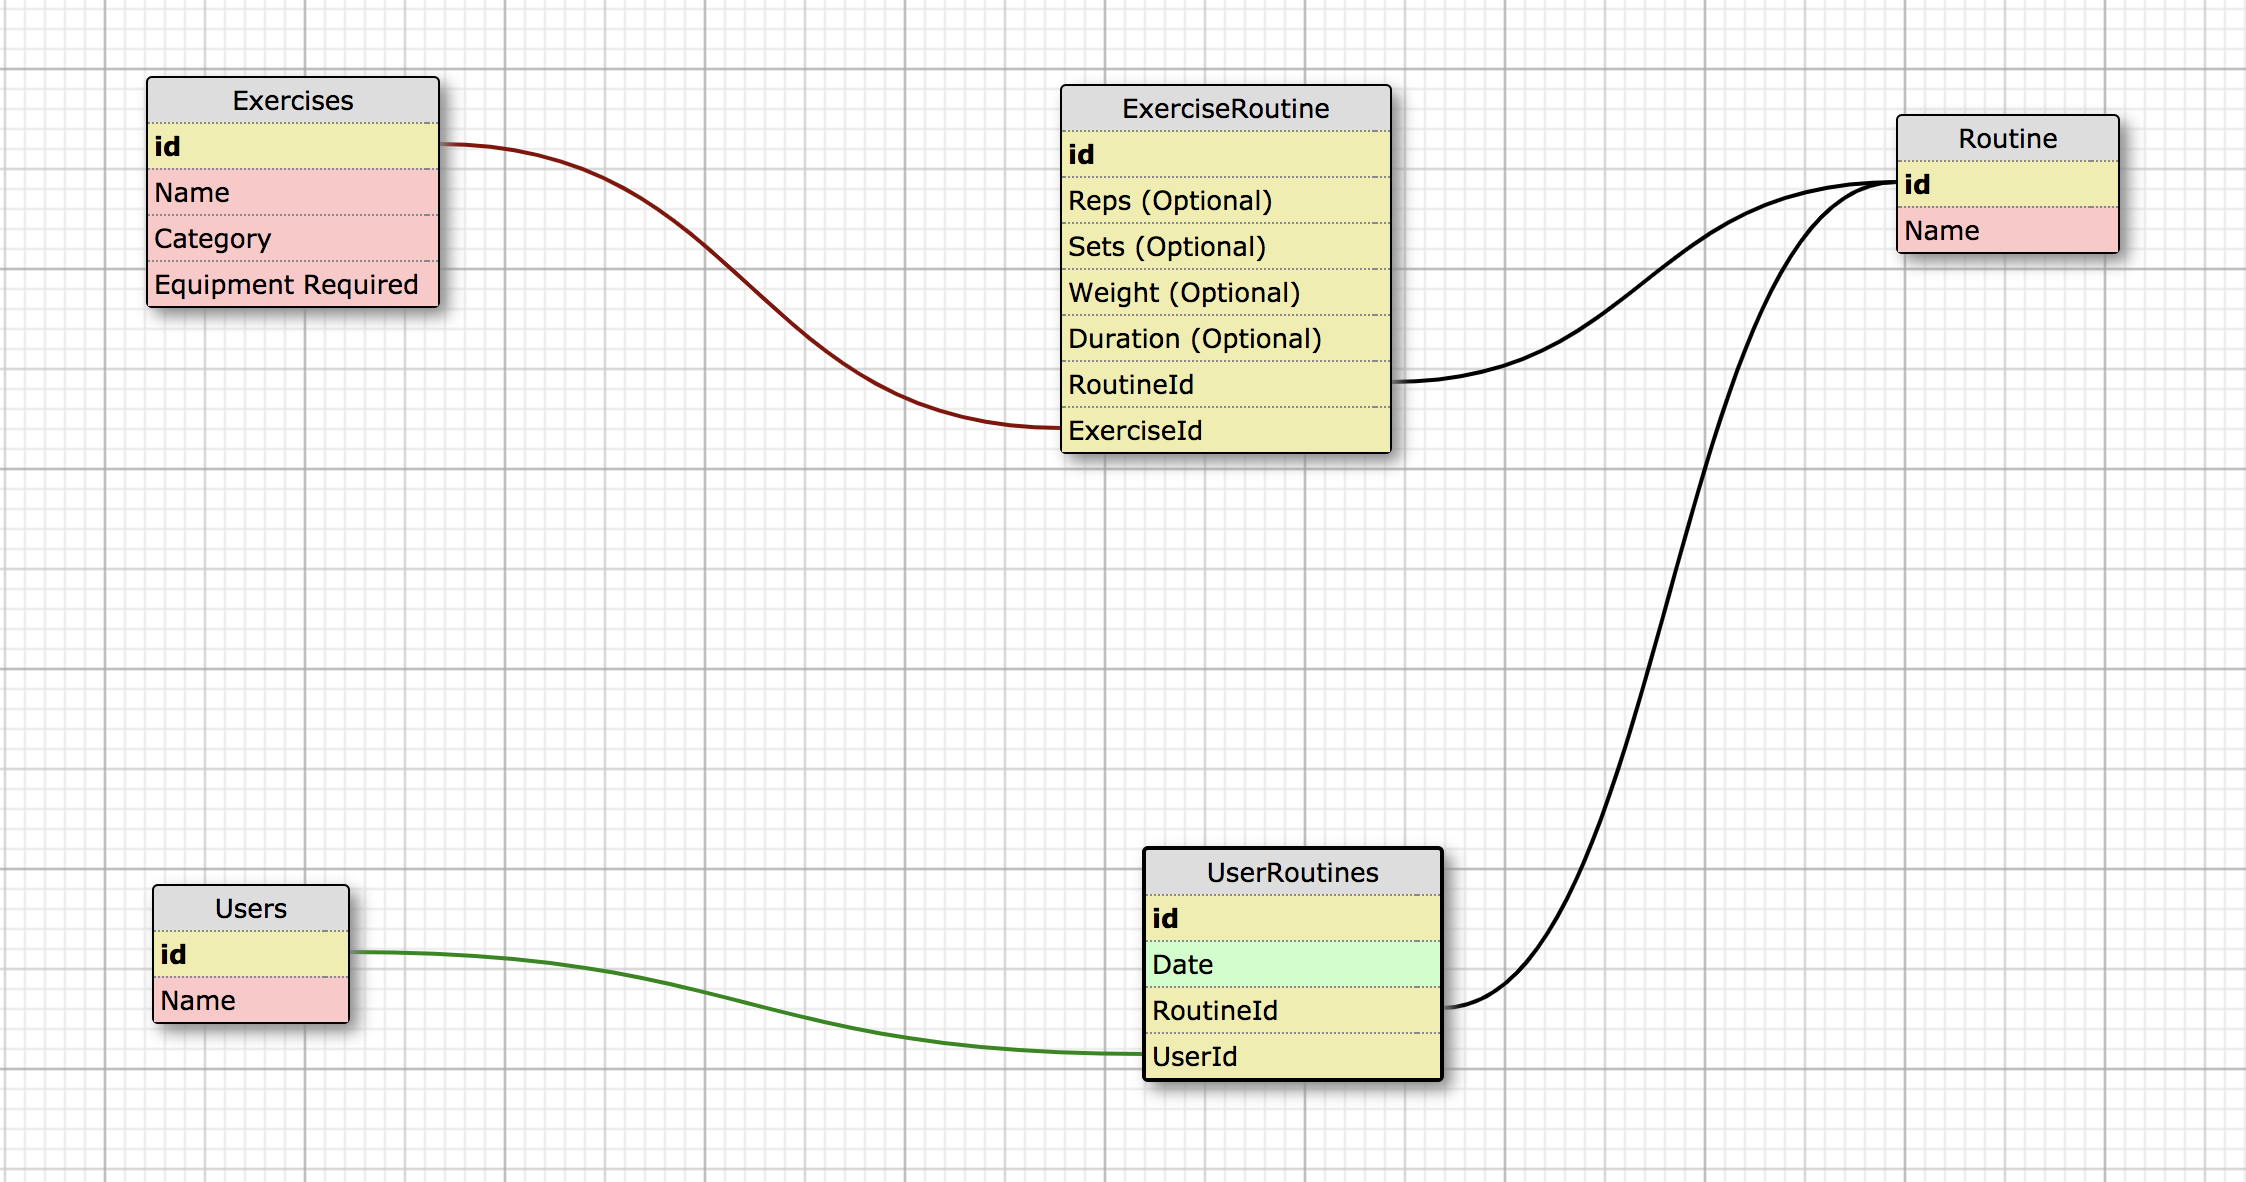 Exercises
id
Name
Category
Equipment Required
ExerciseRoutine
id
Reps (Optional)
Sets (Optional)
Weight (Optional)
Duration (Optional)
RoutineId
ExerciseId
Routine
id
Name
Users
id
Name
UserRoutines
id
Date
RoutineId
UserId